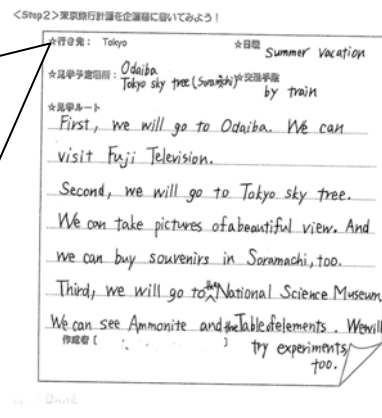 <Step2>東京旅行計画を企画書に書いてみよう！
☆行き先： Tokyo ☆日程 Summer vacation
☆見学予定場所： Odaiba
Tokyo sky tree (Soramachi) ☆交通手段
by train
☆見学ルート
First, we will go to Odaiba. We can
visit Fuji Television.
Second, we will go to Tokyo sky tree.
We can take pictures of a beautiful view. And
we can buy souvenirs in Soramachi, too.
Third, we will go to the National Science Museum
We can see Ammonite and the Table of elements. We will
作成者 [ ] try experiments,
too.